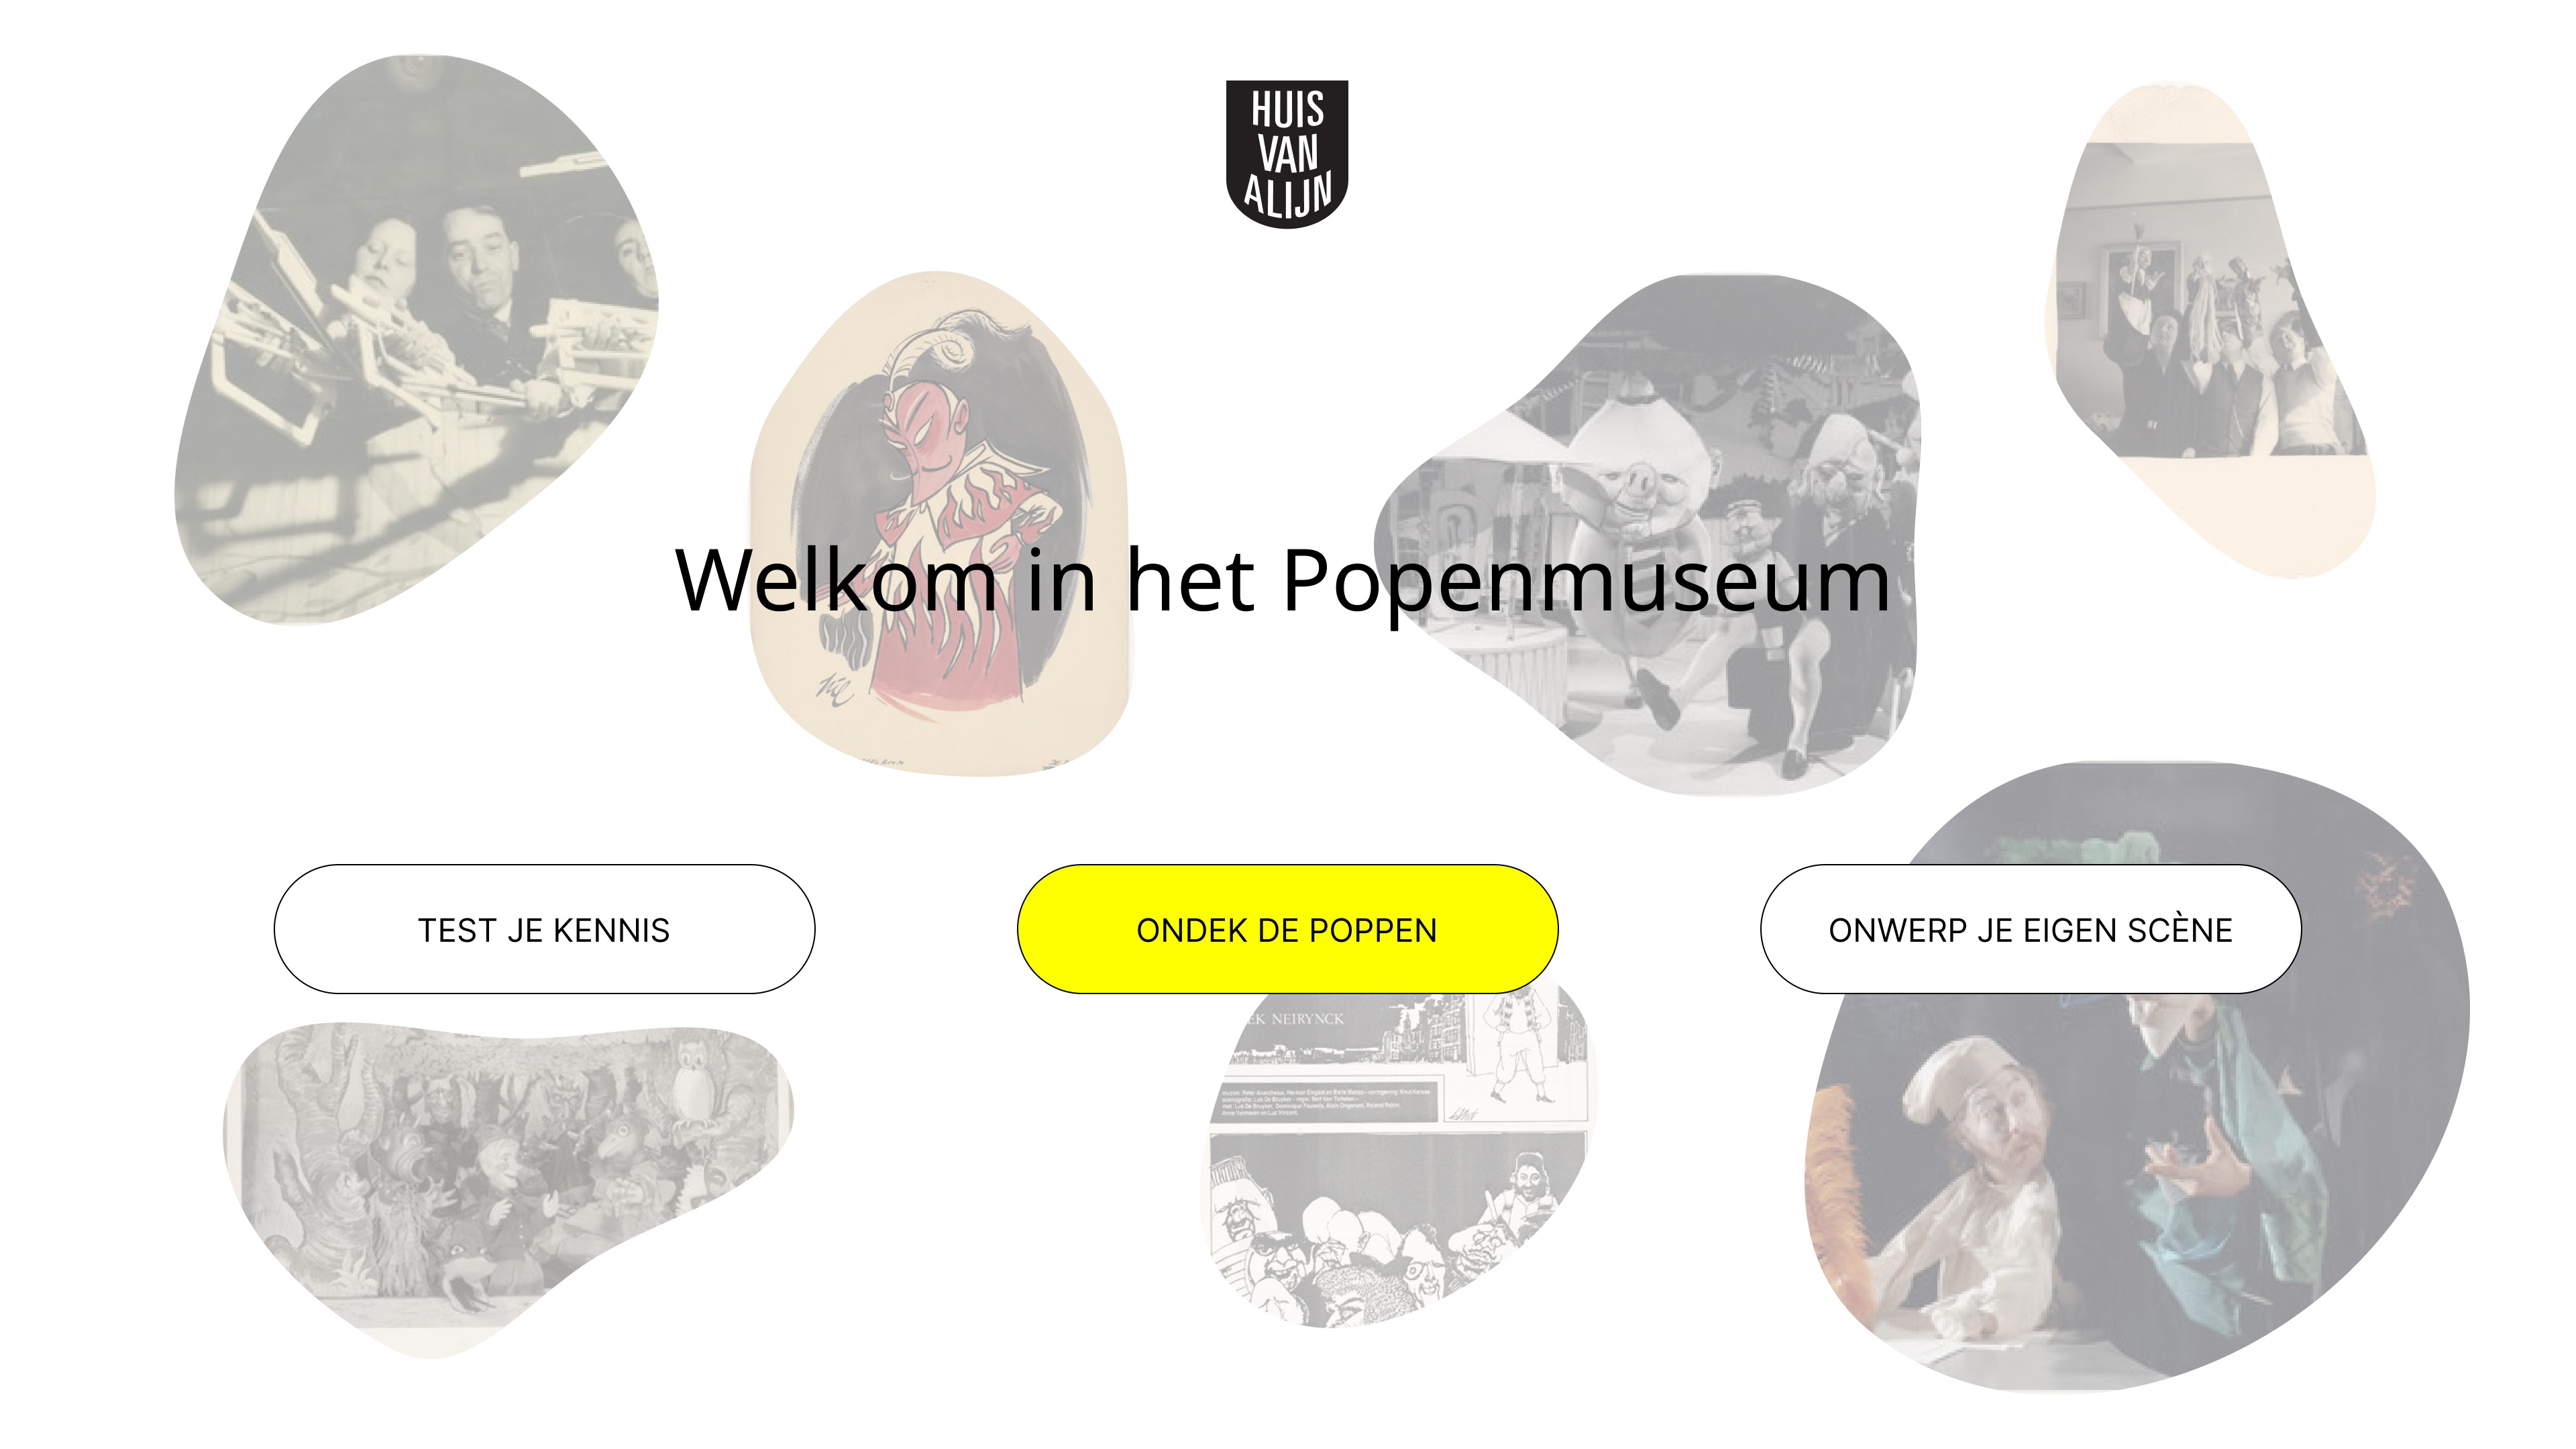 HUIS
VAN
ALIJN
Welkom in het Popenmuseum
TEST JE KENNIS
ONDEK DE POPPEN
ONWERP JE EIGEN SCÈNE
EK NEIRYNCK